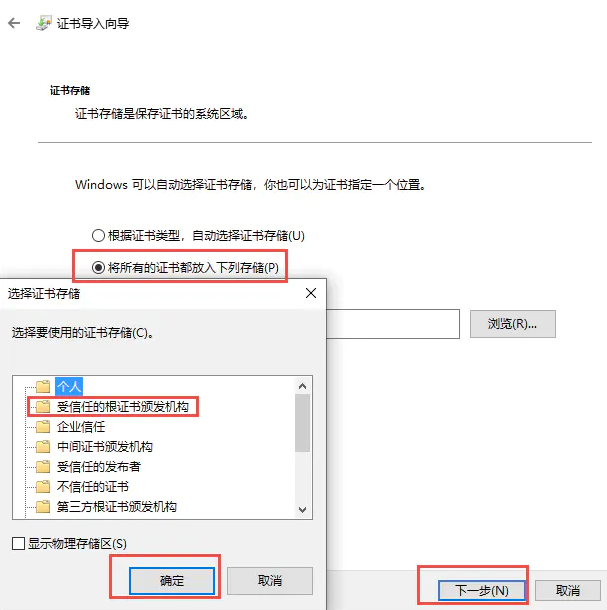 证书导入向导
证书存储
证书存储是保存证书的系统区域。
Windows 可以自动选择证书存储，你也可以为证书指定一个位置。
根据证书类型，自动选择证书存储(U)
将所有的证书都放入下列存储(P)
浏览(R)...
选择证书存储
选择要使用的证书存储(C)。
个人
受信任的根证书颁发机构
企业信任
中间证书颁发机构
受信任的发布者
不信任的证书
第三方根证书颁发机构
显示物理存储区(S)
确定
取消
下一步(N)
取消